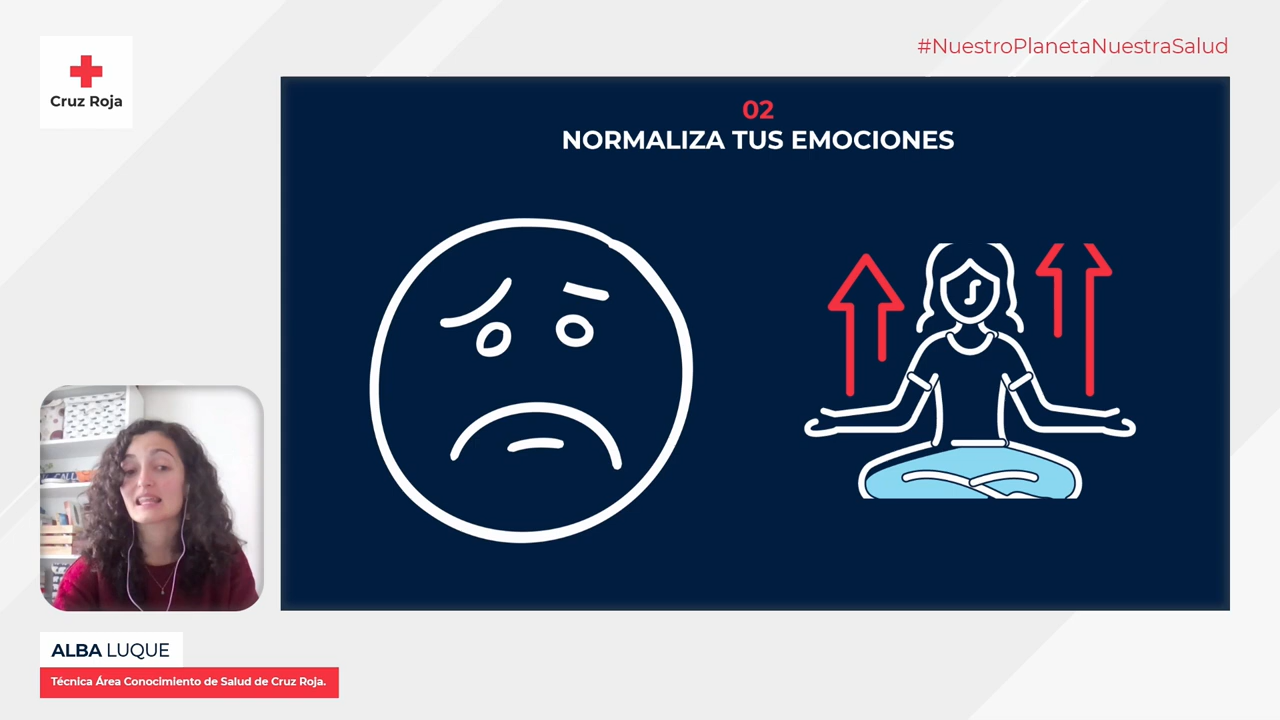 Cruz Roja
#NuestroPlanetaNuestraSalud
02
NORMALIZA TUS EMOCIONES
ALBA LUQUE
Técnica Área Conocimiento de Salud de Cruz Roja.